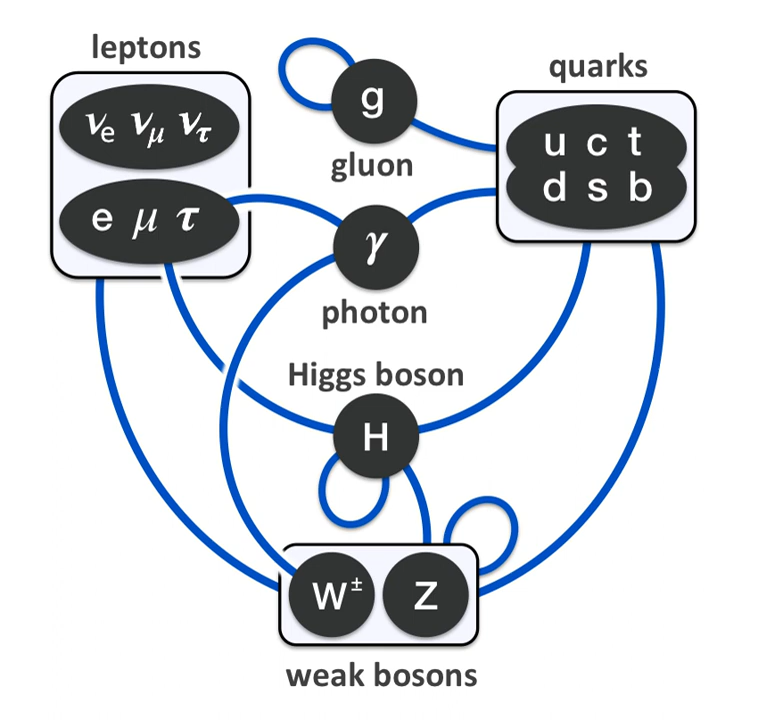 leptons
νe νμ ντ
e μ τ
g
gluon
quarks
u c t
d s b
γ
photon
Higgs boson
H
W± Z
weak bosons